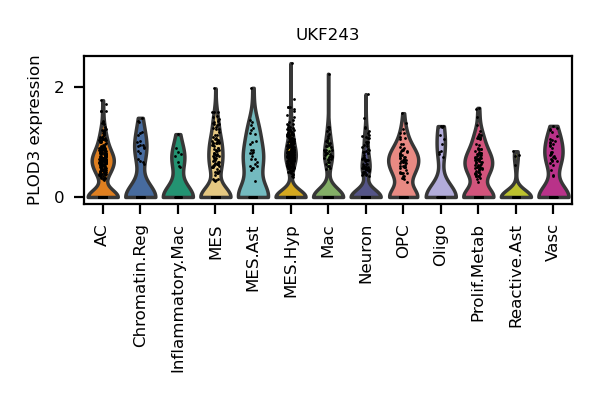 UKF243
PLOD3 expression
2
0
AC
Chromatin.Reg
Inflammatory.Mac
MES
MES.Ast
MES.Hyp
Mac
Neuron
OPC
Oligo
Prolif.Metab
Reactive.Ast
Vasc